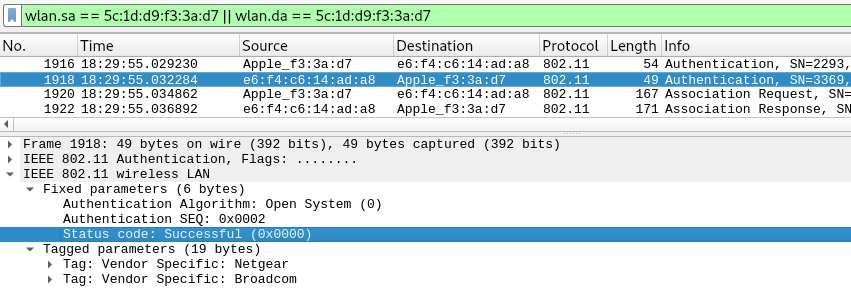 wlan.sa == 5c:1d:d9:f3:3a:d7 || wlan.da == 5c:1d:d9:f3:3a:d7
No. Time Source Destination Protocol Length Info
1916 18:29:55.029230 Apple_f3:3a:d7 e6:f4:c6:14:ad:a8 802.11 54 Authentication, SN=2293,
1918 18:29:55.032284 e6:f4:c6:14:ad:a8 Apple_f3:3a:d7 802.11 49 Authentication, SN=3369,
1920 18:29:55.034862 Apple_f3:3a:d7 e6:f4:c6:14:ad:a8 802.11 167 Association Request, SN=
1922 18:29:55.036892 e6:f4:c6:14:ad:a8 Apple_f3:3a:d7 802.11 171 Association Response, SN
Frame 1918: 49 bytes on wire (392 bits), 49 bytes captured (392 bits)
IEEE 802.11 Authentication, Flags: ........
IEEE 802.11 wireless LAN
Fixed parameters (6 bytes)
Authentication Algorithm: Open System (0)
Authentication SEQ: 0x0002
Status code: Successful (0x0000)
Tagged parameters (19 bytes)
Tag: Vendor Specific: Netgear
Tag: Vendor Specific: Broadcom